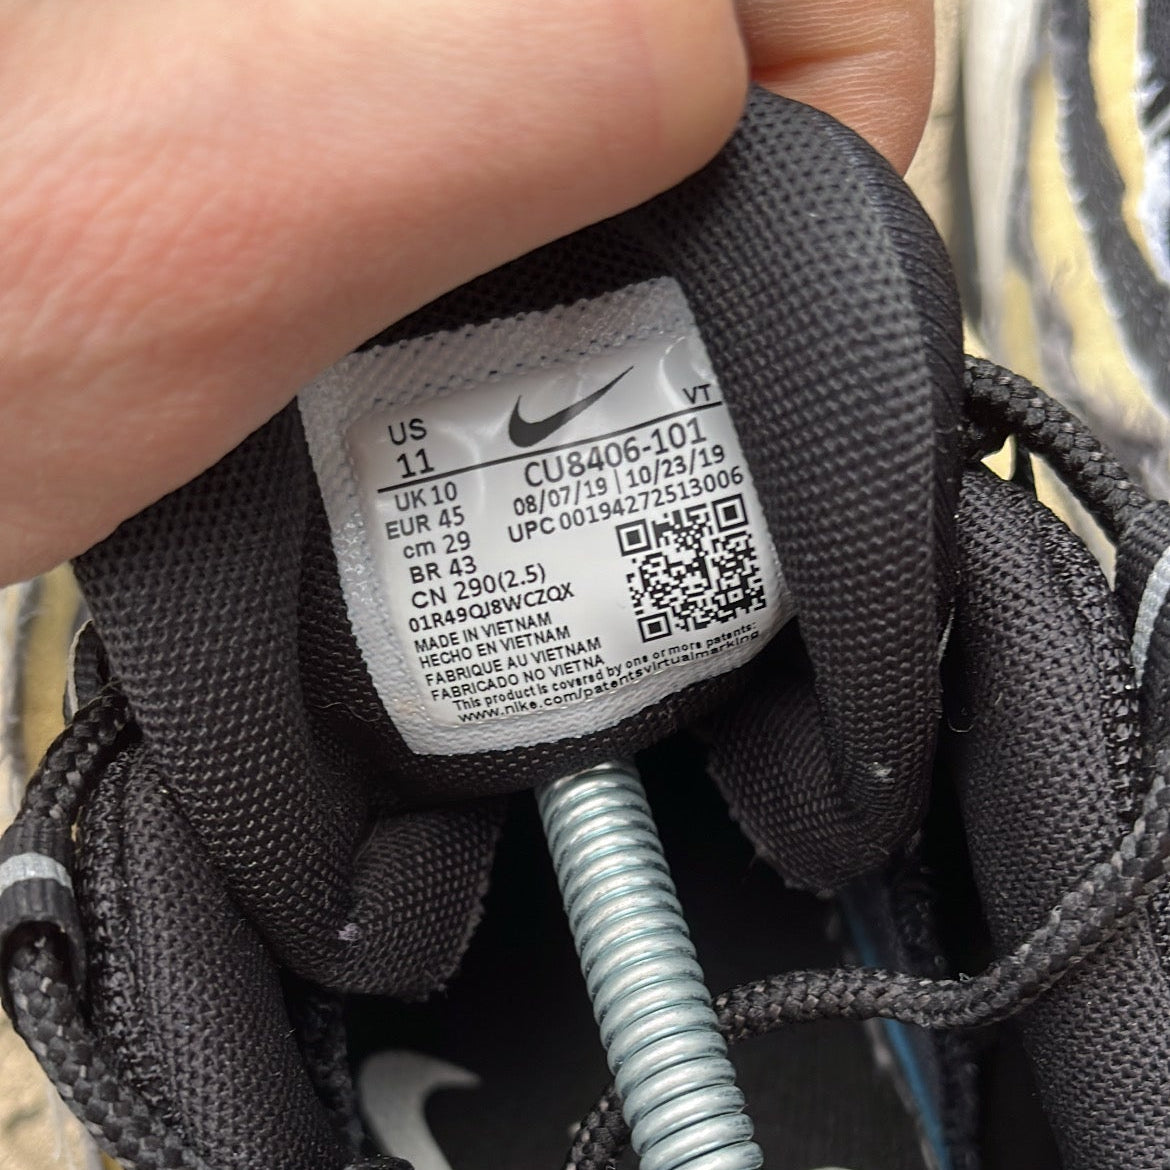 US
11
VT
UK 10
EUR 45
cm 29
BR 43
CN 290(2.5)
01R49QJ8WCZQX
CU8406-101
08/07/19 | 10/23/19
UPC 00194272513006
MADE IN VIETNAM
HECHO EN VIETNAM
FABRIQUE AU VIETNAM
FABRICADO NO VIETNA
This product is covered by one or more patents:
www.nike.com/patentsvirtualmarking